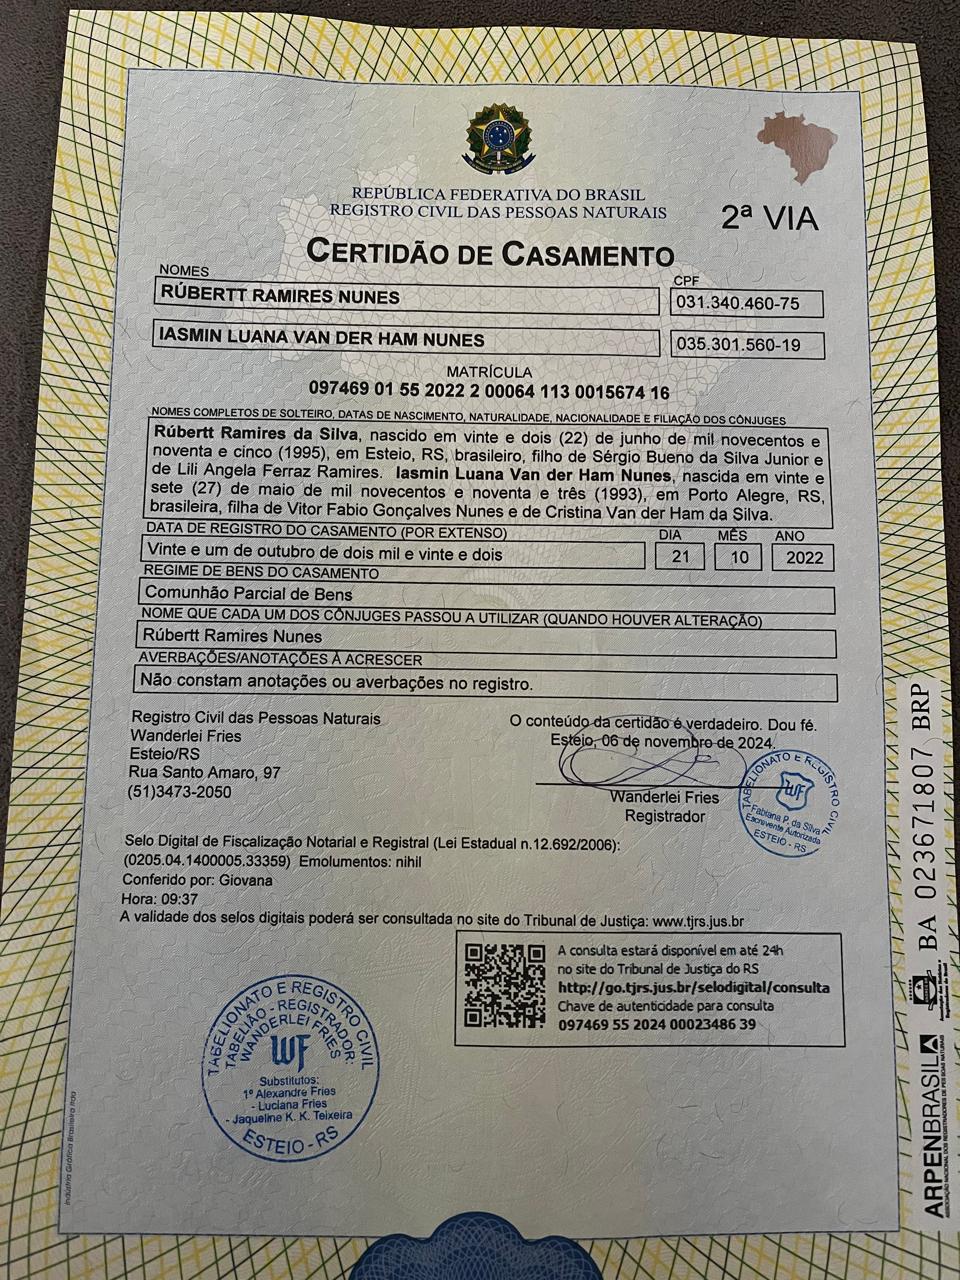 REPÚBLICA FEDERATIVA DO BRASIL
REGISTRO CIVIL DAS PESSOAS NATURAIS
2ª VIA
CERTIDÃO DE CASAMENTO
NOMES
CPF
RÚBERTT RAMIRES NUNES
031.340.460-75
IASMIN LUANA VAN DER HAM NUNES
035.301.560-19
MATRÍCULA
097469 01 55 2022 2 00064 113 0015674 16
NOMES COMPLETOS DE SOLTEIRO, DATAS DE NASCIMENTO, NATURALIDADE, NACIONALIDADE E FILIAÇÃO DOS CÔNJUGES
Rúbertt Ramires da Silva, nascido em vinte e dois (22) de junho de mil novecentos e
noventa e cinco (1995), em Esteio, RS, brasileiro, filho de Sérgio Bueno da Silva Junior e
de Lili Angela Ferraz Ramires. Iasmin Luana Van der Ham Nunes, nascida em vinte e
sete (27) de maio de mil novecentos e noventa e três (1993), em Porto Alegre, RS,
brasileira, filha de Vitor Fabio Gonçalves Nunes e de Cristina Van der Ham da Silva.
DATA DE REGISTRO DO CASAMENTO (POR EXTENSO)
DIA
MÊS
ANO
Vinte e um de outubro de dois mil e vinte e dois
21
10
2022
REGIME DE BENS DO CASAMENTO
Comunhão Parcial de Bens
NOME QUE CADA UM DOS CÔNJUGES PASSOU A UTILIZAR (QUANDO HOUVER ALTERAÇÃO)
Rúbertt Ramires Nunes
AVERBAÇÕES/ANOTAÇÕES À ACRESCER
Não constam anotações ou averbações no registro.
Registro Civil das Pessoas Naturais
Wanderlei Fries
Esteio/RS
Rua Santo Amaro, 97
(51)3473-2050
O conteúdo da certidão é verdadeiro. Dou fé.
Esteio, 06 de novembro de 2024.
Wanderlei Fries
Registrador
TABELIONATO E REGISTRO CIVIL
WF
Fabiana P. da Silva
Escrevente Autorizada
ESTEIO - RS
Selo Digital de Fiscalização Notarial e Registral (Lei Estadual n.12.692/2006):
(0205.04.1400005.33359) Emolumentos: nihil
Conferido por: Giovana
Hora: 09:37
A validade dos selos digitais poderá ser consultada no site do Tribunal de Justiça: www.tjrs.jus.br
A consulta estará disponível em até 24h
no site do Tribunal de Justiça do RS
http://go.tjrs.jus.br/selodigital/consulta
Chave de autenticidade para consulta
097469 55 2024 00023486 39
TABELIONATO E REGISTRO CIVIL
TABELIÃO - REGISTRADOR:
WANDERLEI FRIES
WF
Substitutos:
1º Alexandre Fries
- Luciana Fries
- Jaqueline K. K. Teixeira
ESTEIO - RS
BA 023671807 BRP
ARPENBRASIL
ASSOCIAÇÃO NACIONAL DOS REGISTRADORES DE PESSOAS NATURAIS
Indústria Gráfica Brasileira ltda